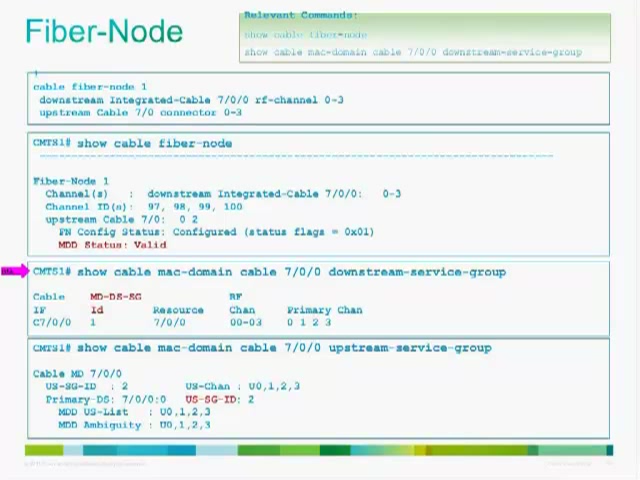 Fiber-Node
Relevant Commands:
show cable fiber-node
show cable mac-domain cable 7/0/0 downstream-service-group
!
cable fiber-node 1
downstream Integrated-Cable 7/0/0 rf-channel 0-3
upstream Cable 7/0 connector 0-3
CMTS1# show cable fiber-node
--------------------------------------------------------------------------------
Fiber-Node 1
Channel(s) : downstream Integrated-Cable 7/0/0: 0-3
Channel ID(s): 97, 98, 99, 100
upstream Cable 7/0: 0 2
FN Config Status: Configured (status flags = 0x01)
MDD Status: Valid
CMTS1# show cable mac-domain cable 7/0/0 downstream-service-group
Cable MD-DS-SG RF
IF Id Resource Chan Primary Chan
C7/0/0 1 7/0/0 00-03 0 1 2 3
CMTS1# show cable mac-domain cable 7/0/0 upstream-service-group
Cable MD 7/0/0
US-SG-ID : 2 US-Chan : U0,1,2,3
Primary-DS: 7/0/0:0 US-SG-ID: 2
MDD US-List : U0,1,2,3
MDD Ambiguity : U0,1,2,3